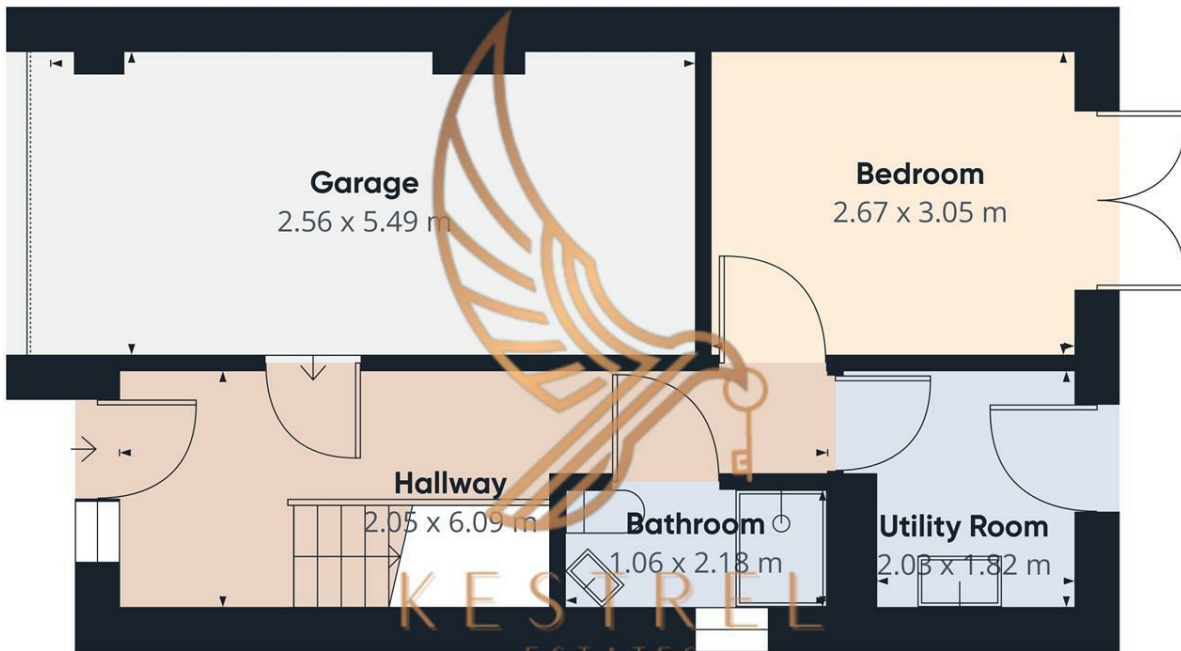 Garage
2.56 x 5.49 m
Bedroom
2.67 x 3.05 m
Hallway
2.05 x 6.09 m
Bathroom
1.06 x 2.18 m
Utility Room
2.03 x 1.82 m
KESTREL
ESTATES